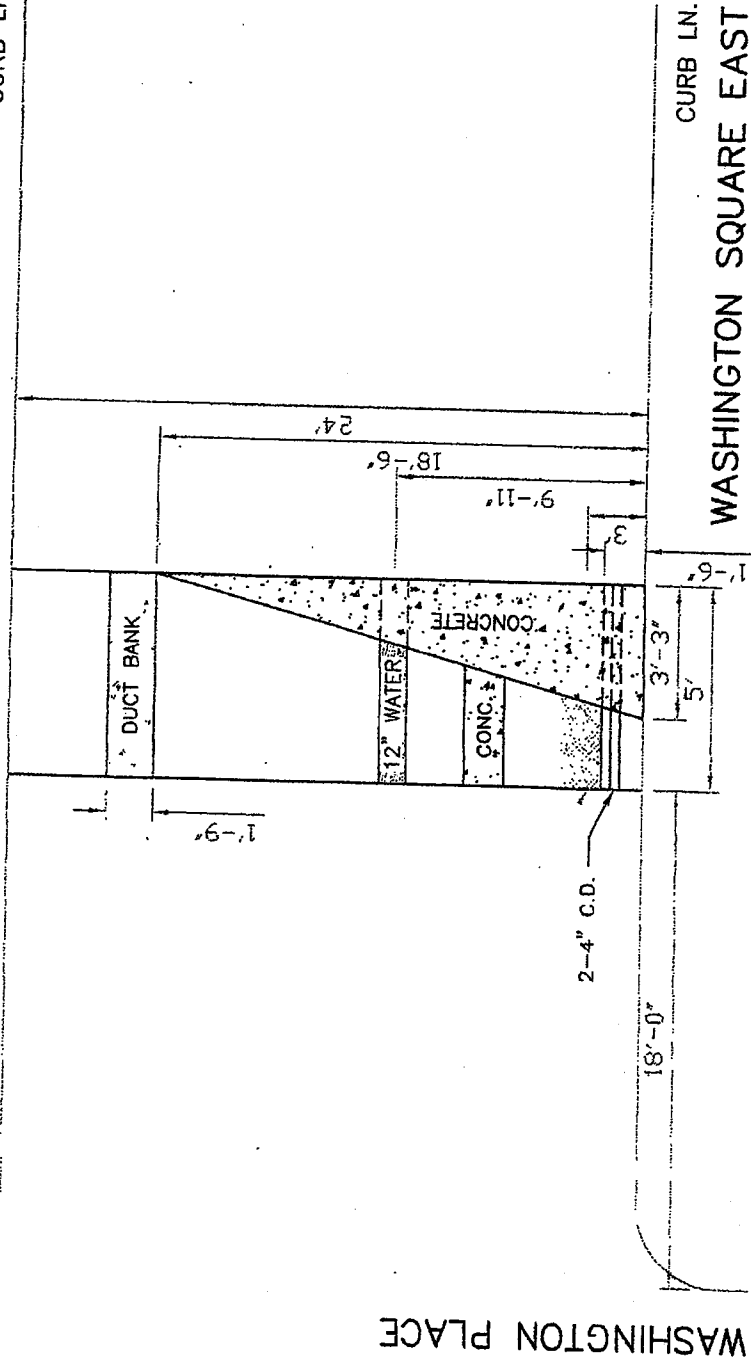 DUCT BANK
1'-9"
24'
18'-6"
12" WATER
9'-11"
CONCRETE
CONC.
3'
1'-6"
2-4" C.D.
3'-3"
5'
18'-0"
CURB LN.
WASHINGTON SQUARE EAST
WASHINGTON PLACE